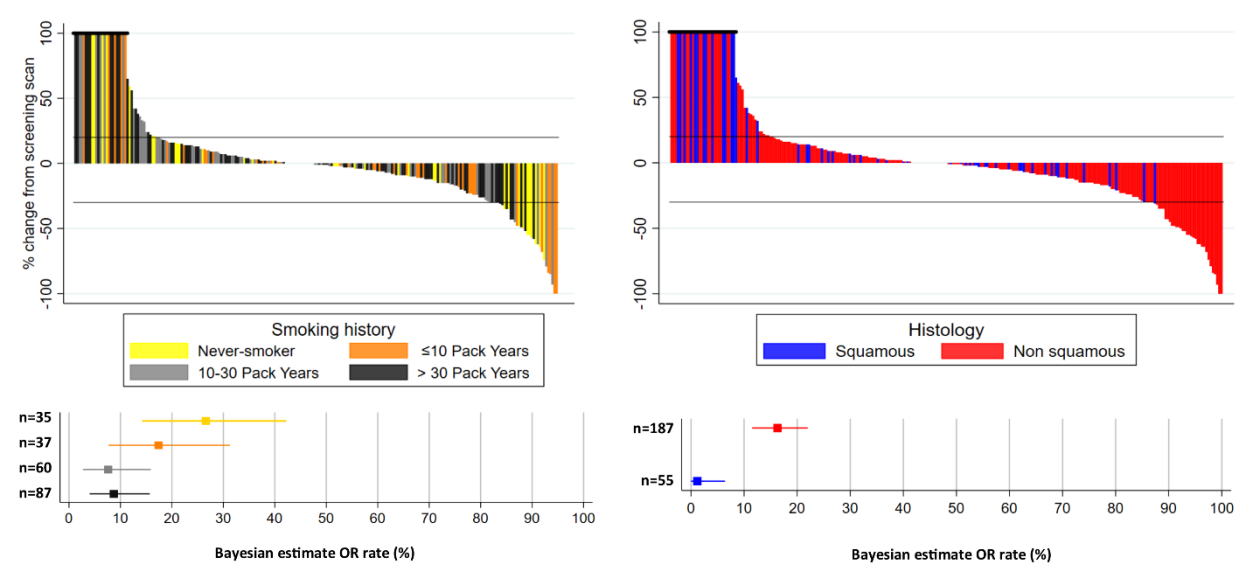 % change from screening scan
100
50
0
-50
-100
Smoking history
Never-smoker
≤10 Pack Years
10-30 Pack Years
> 30 Pack Years
n=35
n=37
n=60
n=87
0 10 20 30 40 50 60 70 80 90 100
Bayesian estimate OR rate (%)
100
50
0
-50
-100
Histology
Squamous
Non squamous
n=187
n=55
0 10 20 30 40 50 60 70 80 90 100
Bayesian estimate OR rate (%)